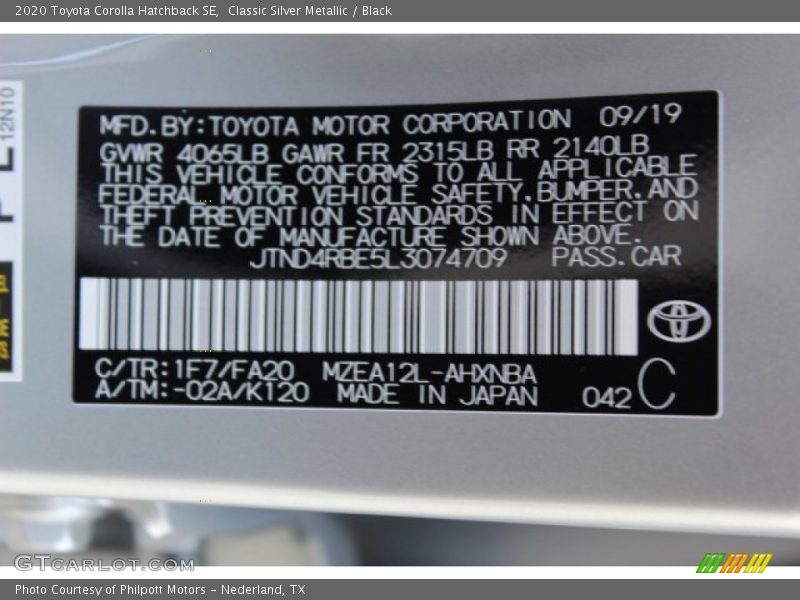 2020 Toyota Corolla Hatchback SE,  Classic Silver Metallic / Black
12N10
MFD.BY:TOYOTA MOTOR CORPORATION 09/19
GVWR 4065LB GAWR FR 2315LB RR 2140LB
THIS VEHICLE CONFORMS TO ALL APPLICABLE
FEDERAL MOTOR VEHICLE SAFETY,BUMPER,AND
THEFT PREVENTION STANDARDS IN EFFECT ON
THE DATE OF MANUFACTURE SHOWN ABOVE.
JTND4RBE5L3074709 PASS.CAR
C/TR:1F7/FA20 MZEA12L-AHXNBA
A/TM:-02A/K120 MADE IN JAPAN 042 C
GTCARLOT.COM
Photo Courtesy of Philpott Motors - Nederland, TX